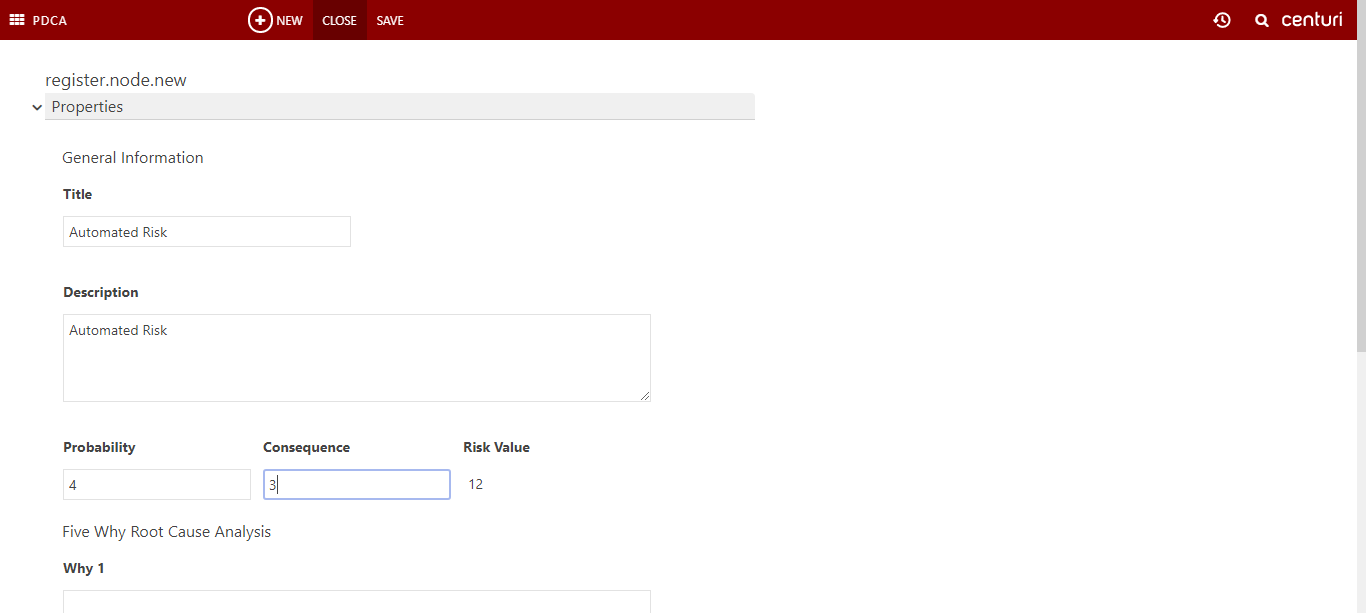 PDCA NEW CLOSE SAVE centuri
register.node.new
Properties
General Information
Title
Automated Risk
Description
Automated Risk
Probability Consequence Risk Value
4 3 12
Five Why Root Cause Analysis
Why 1